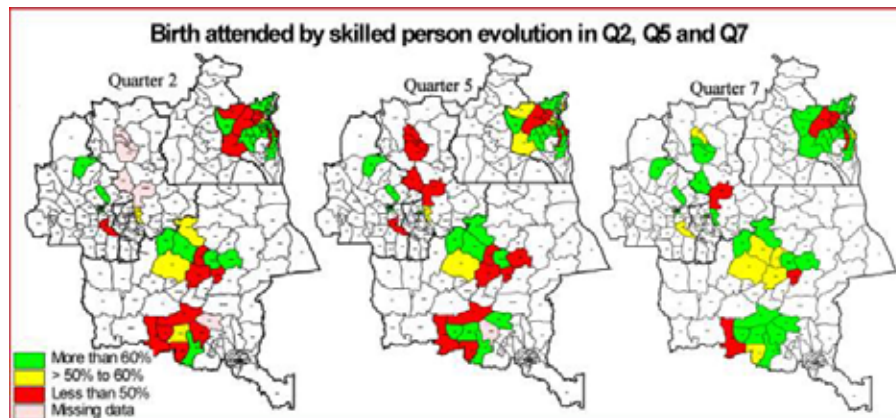 Birth attended by skilled person evolution in Q2, Q5 and Q7
Quarter 2
Quarter 5
Quarter 7
More than 60%
> 50% to 60%
Less than 50%
Missing data